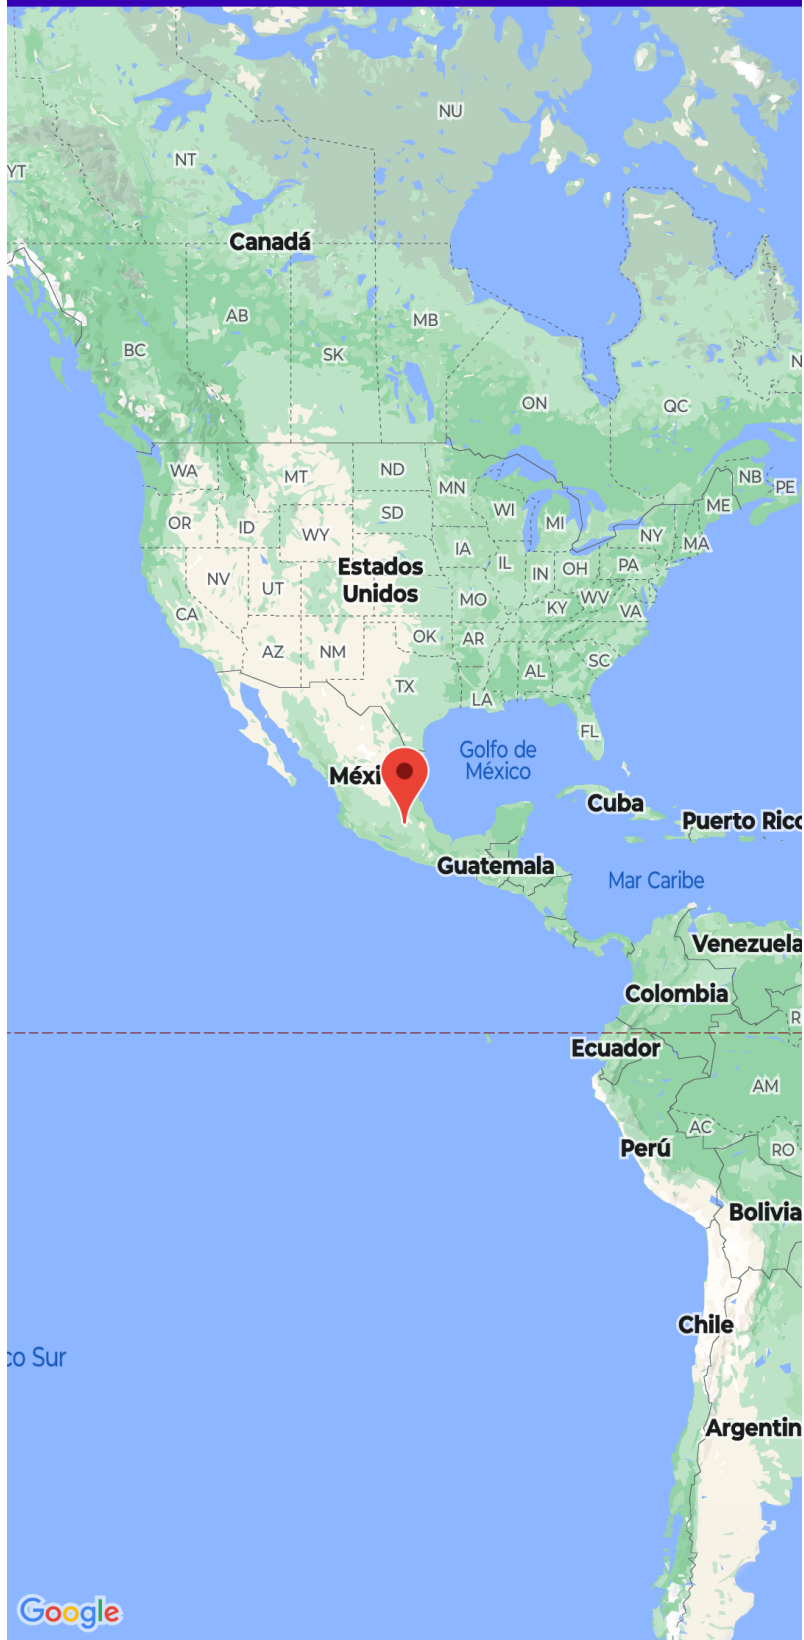 NU
NT
YT
Canadá
AB
MB
BC
SK
ON
QC
N
WA
MT
ND
MN
NB
PE
OR
ID
WY
SD
WI
MI
ME
NY
MA
IA
IL
IN
OH
PA
Estados
Unidos
NV
UT
CA
MO
KY
WV
VA
OK
AR
AZ
NM
TX
AL
SC
LA
FL
Golfo de
México
Méxi
Cuba
Puerto Rico
Guatemala
Mar Caribe
Venezuela
Colombia
R
Ecuador
AM
AC
Perú
RO
Bolivia
Chile
co Sur
Argentin
Google